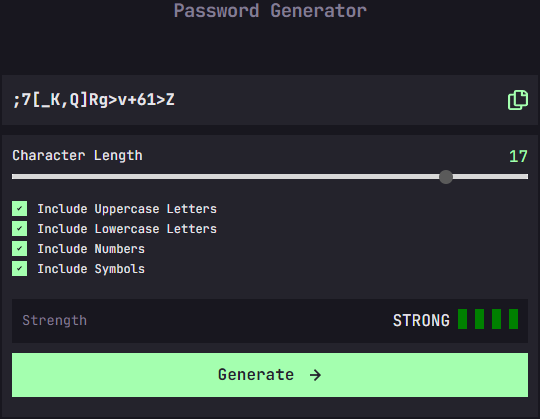 Password Generator
;7[_K,Q]Rg>v+61>Z
Character Length 17
Include Uppercase Letters
Include Lowercase Letters
Include Numbers
Include Symbols
Strength STRONG
Generate →